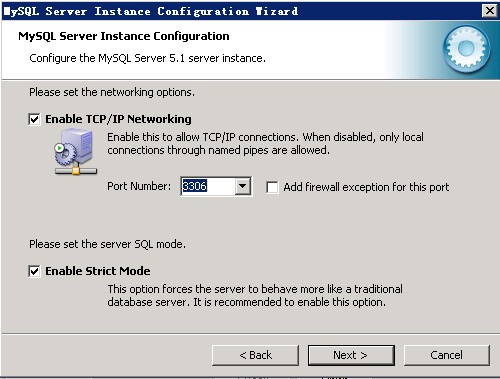 MySQL Server Instance Configuration Wizard
MySQL Server Instance Configuration
Configure the MySQL Server 5.1 server instance.
Please set the networking options.
Enable TCP/IP Networking
Enable this to allow TCP/IP connections. When disabled, only local
connections through named pipes are allowed.
Port Number: 3306 Add firewall exception for this port
Please set the server SQL mode.
Enable Strict Mode
This option forces the server to behave more like a traditional
database server. It is recommended to enable this option.
< Back Next > Cancel